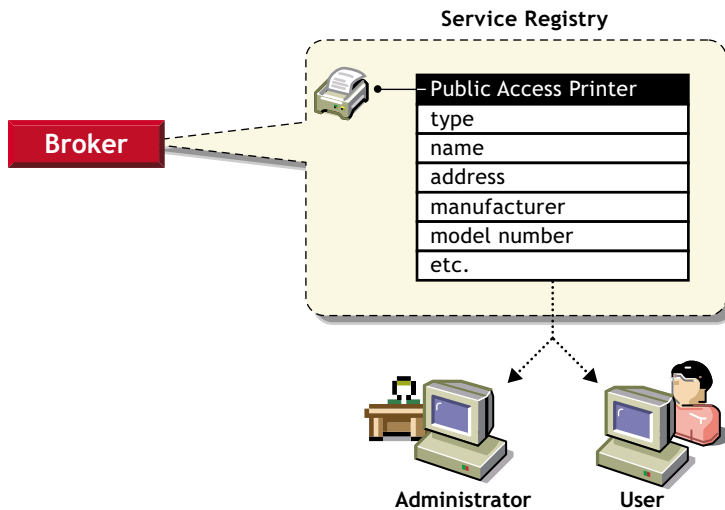 Service Registry
Public Access Printer
type
name
address
manufacturer
model number
etc.
Broker
Administrator
User